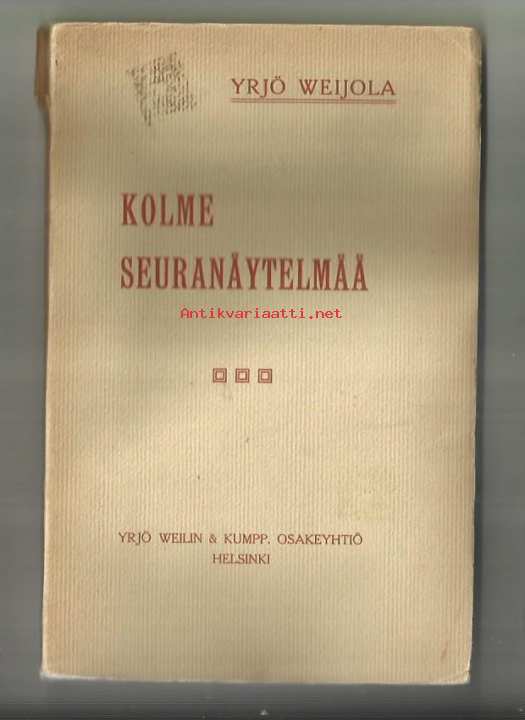 YRJÖ WEIJOLA
KOLME
SEURANÄYTELMÄÄ
Antikvariaatti.net
YRJÖ WEILIN & KUMPP. OSAKEYHTIÖ
HELSINKI